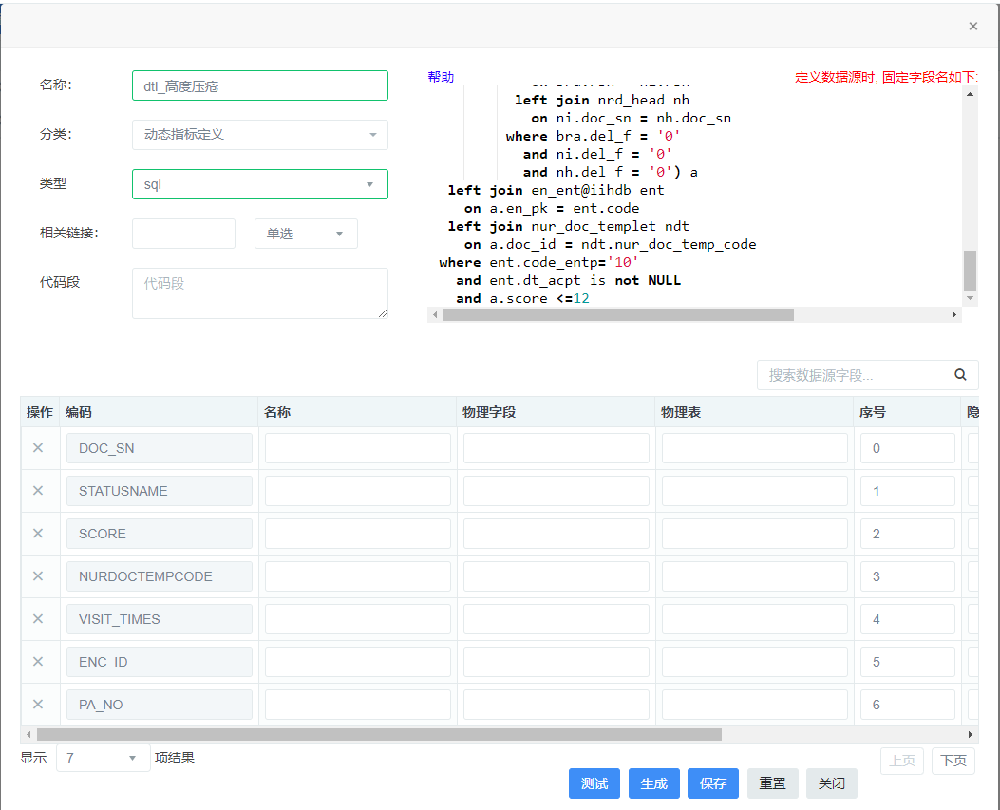 ×
名称:
dtl_高度压疮
分类:
动态指标定义
类型
sql
相关链接:
单选
代码段
代码段
帮助
定义数据源时, 固定字段名如下:
left join nrd_head nh
on ni.doc_sn = nh.doc_sn
where bra.del_f = '0'
and ni.del_f = '0'
and nh.del_f = '0') a
left join en_ent@iihdb ent
on a.en_pk = ent.code
left join nur_doc_templet ndt
on a.doc_id = ndt.nur_doc_temp_code
where ent.code_entp='10'
and ent.dt_acpt is not NULL
and a.score <=12
搜索数据源字段...
操作 编码 名称 物理字段 物理表 序号 隐
× DOC_SN 0
× STATUSNAME 1
× SCORE 2
× NURDOCTEMPCODE 3
× VISIT_TIMES 4
× ENC_ID 5
× PA_NO 6
显示 7 项结果
上页 下页
测试 生成 保存 重置 关闭